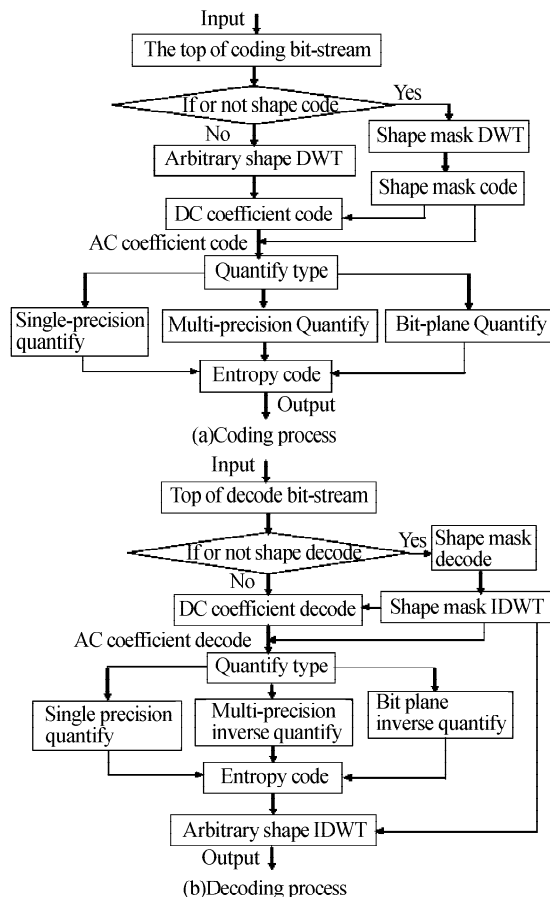 Input
The top of coding bit-stream
If or not shape code
Yes
No
Shape mask DWT
Arbitrary shape DWT
Shape mask code
DC coefficient code
AC coefficient code
Quantify type
Single-precision
quantify
Multi-precision Quantify
Bit-plane Quantify
Entropy code
Output
(a)Coding process
Input
Top of decode bit-stream
If or not shape decode
Yes
Shape mask
decode
No
DC coefficient decode
Shape mask IDWT
AC coefficient decode
Quantify type
Single precision
quantify
Multi-precision
inverse quantify
Bit plane
inverse quantify
Entropy code
Arbitrary shape IDWT
Output
(b)Decoding process